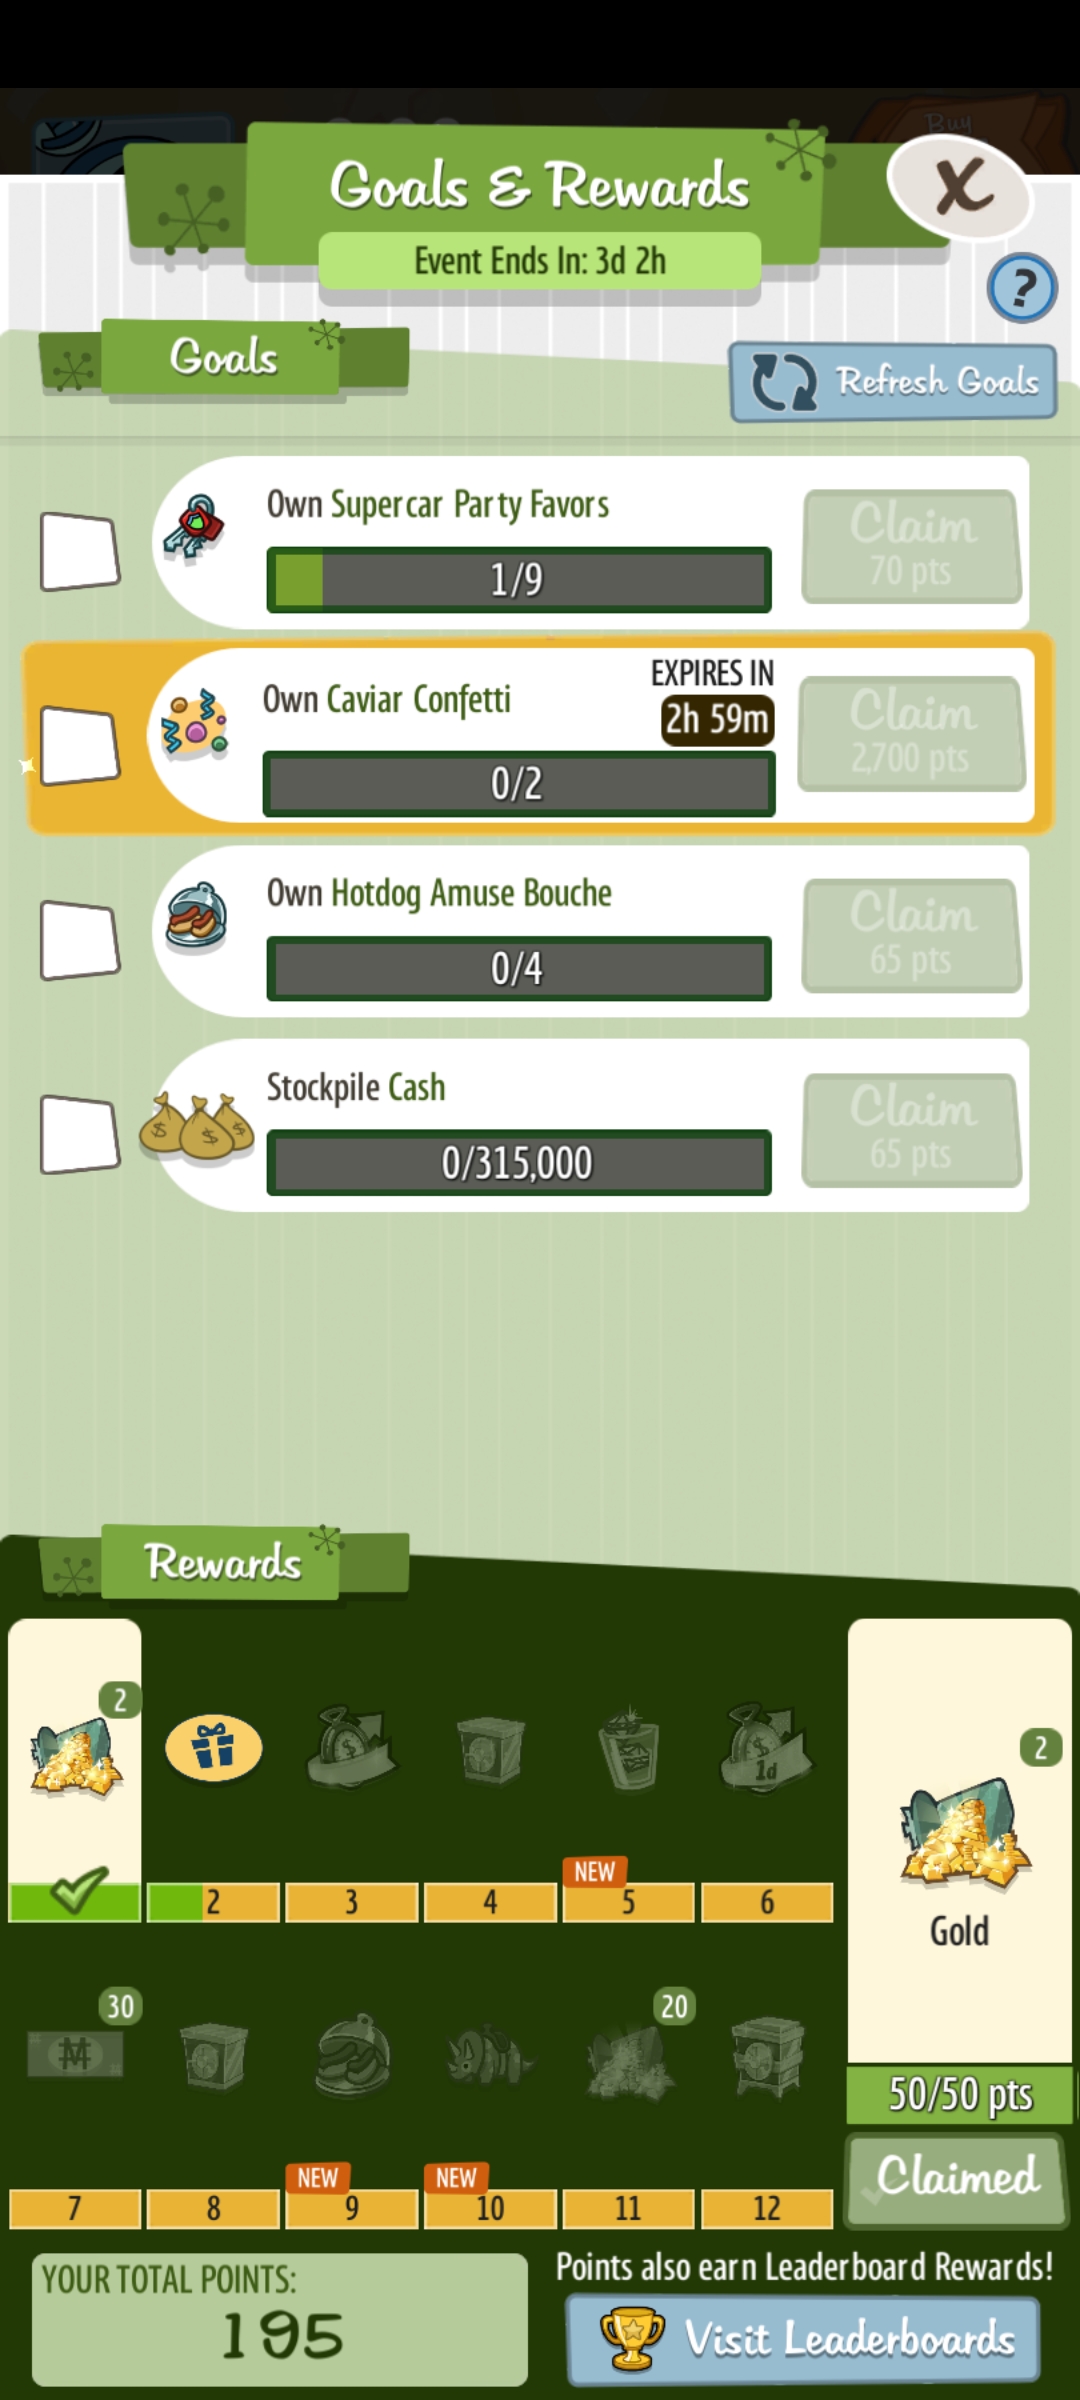 Buy
Goals & Rewards
X
Event Ends In: 3d 2h
?
Goals
Refresh Goals
Own Supercar Party Favors
1/9
Claim
70 pts
Own Caviar Confetti
EXPIRES IN
2h 59m
0/2
Claim
2,700 pts
Own Hotdog Amuse Bouche
0/4
Claim
65 pts
Stockpile Cash
0/315,000
Claim
65 pts
Rewards
2
1d
2
Gold
NEW
2
3
4
5
6
30
20
50/50 pts
Claimed
NEW
NEW
7
8
9
10
11
12
YOUR TOTAL POINTS:
195
Points also earn Leaderboard Rewards!
Visit Leaderboards